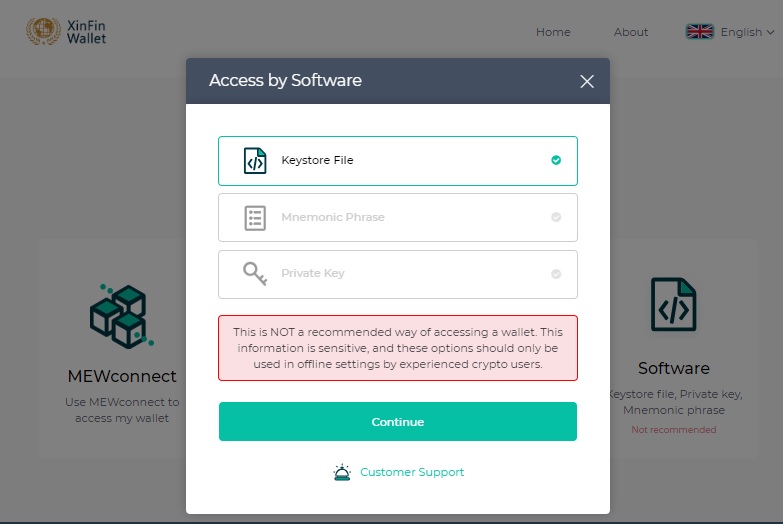 XinFin
Wallet
Home
About
English
Access by Software
Keystore File
Mnemonic Phrase
Private Key
This is NOT a recommended way of accessing a wallet. This
information is sensitive, and these options should only be
used in offline settings by experienced crypto users.
Continue
Customer Support
MEWconnect
Use MEWconnect to
access my wallet
Software
Keystore file, Private key,
Mnemonic phrase
Not recommended